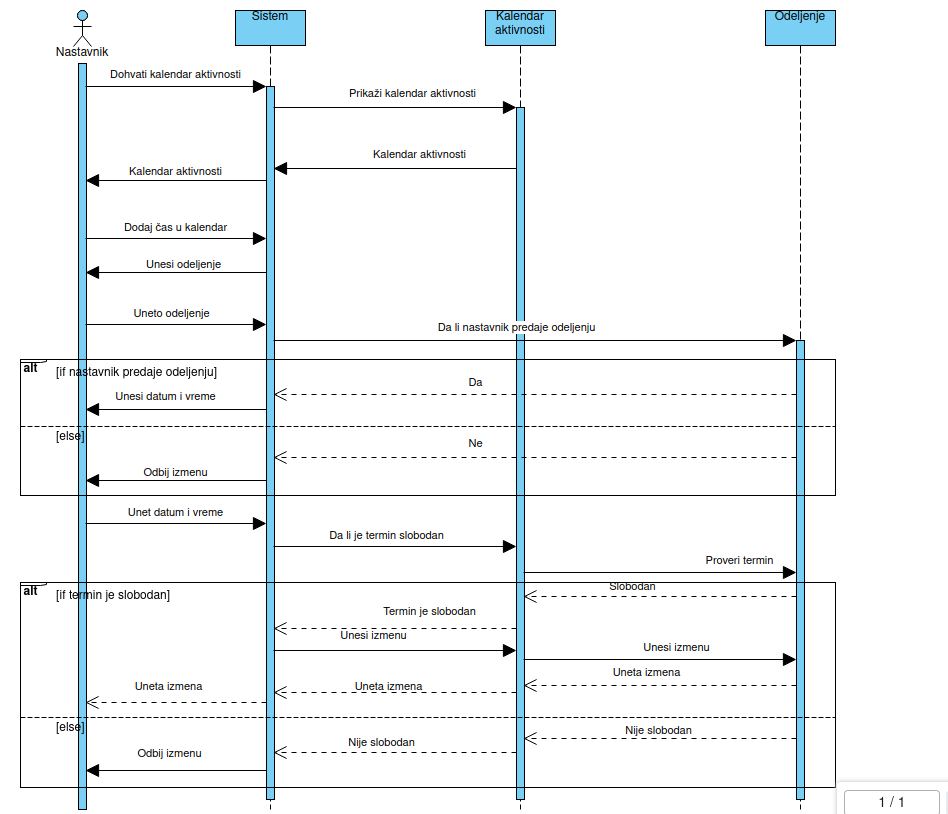 Nastavnik
Sistem
Kalendar
aktivnosti
Odeljenje
Dohvati kalendar aktivnosti
Prikaži kalendar aktivnosti
Kalendar aktivnosti
Kalendar aktivnosti
Dodaj čas u kalendar
Unesi odeljenje
Uneto odeljenje
Da li nastavnik predaje odeljenju
alt
[if nastavnik predaje odeljenju]
Da
Unesi datum i vreme
[else]
Ne
Odbij izmenu
Unet datum i vreme
Da li je termin slobodan
Proveri termin
alt
[if termin je slobodan]
Slobodan
Termin je slobodan
Unesi izmenu
Unesi izmenu
Uneta izmena
Uneta izmena
Uneta izmena
[else]
Nije slobodan
Nije slobodan
Odbij izmenu
1 / 1